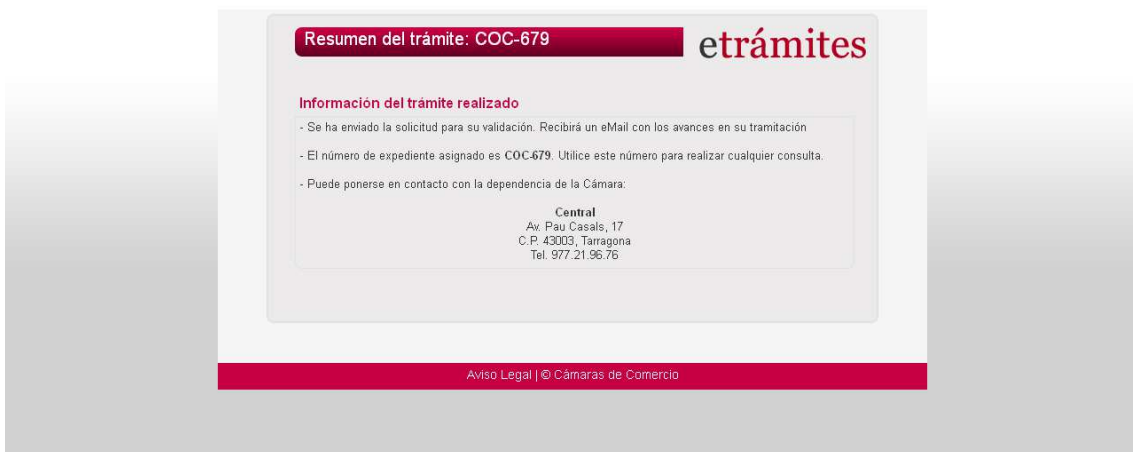 Resumen del trámite: COC-679
etrámites
Información del trámite realizado
- Se ha enviado la solicitud para su validación. Recibirá un eMail con los avances en su tramitación
- El número de expediente asignado es COC-679. Utilice este número para realizar cualquier consulta.
- Puede ponerse en contacto con la dependencia de la Cámara:
Central
Av. Pau Casals, 17
C.P. 43003, Tarragona
Tel. 977.21.96.76
Aviso Legal | © Cámaras de Comercio